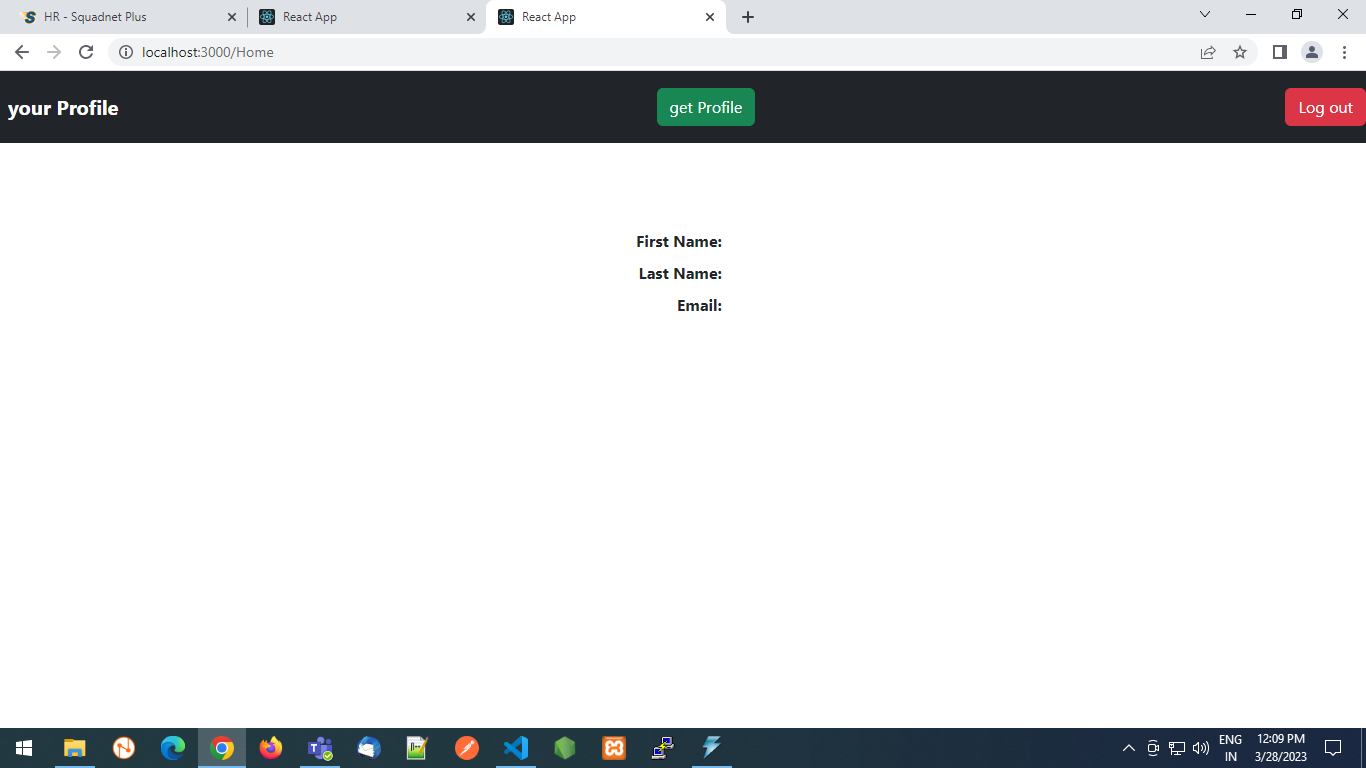 HR - Squadnet Plus
React App
React App
localhost:3000/Home
your Profile
get Profile
Log out
First Name:
Last Name:
Email:
ENG
IN
12:09 PM
3/28/2023